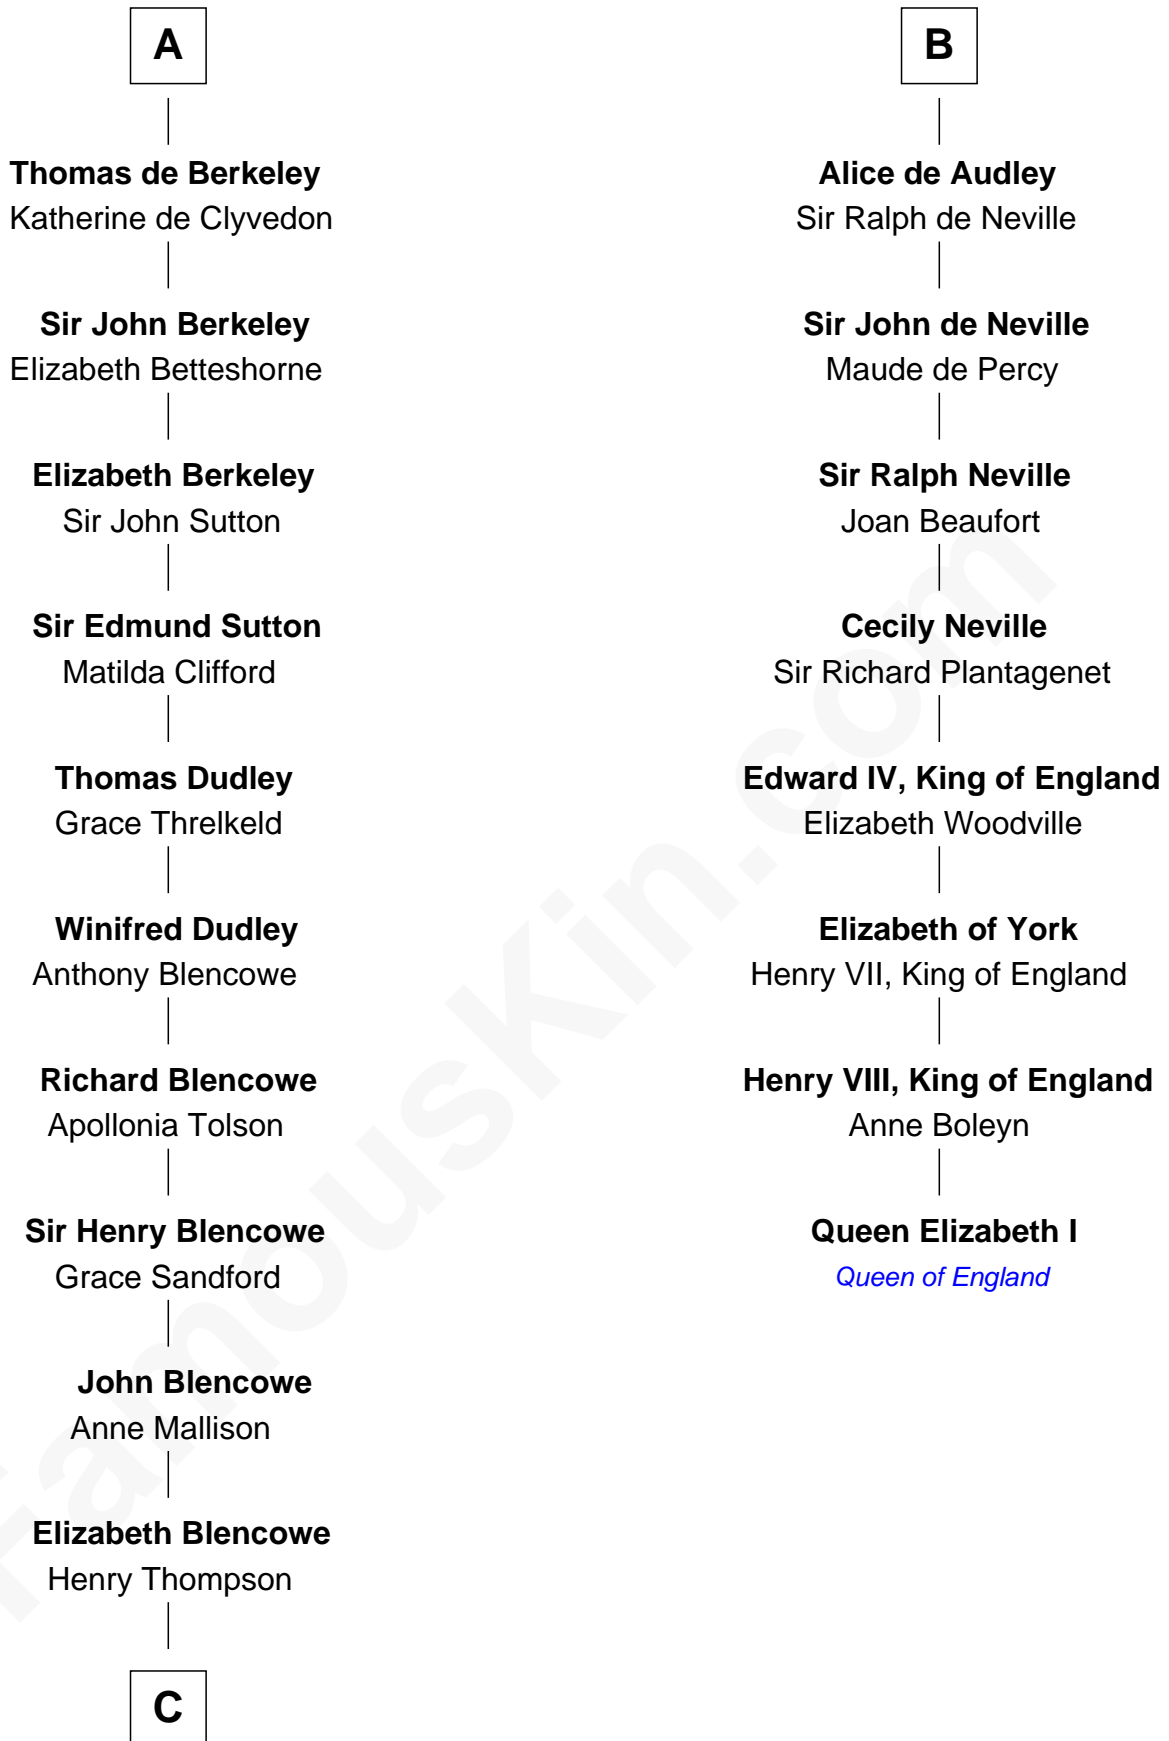 A
Thomas de Berkeley
Katherine de Clyvedon
Sir John Berkeley
Elizabeth Betteshorne
Elizabeth Berkeley
Sir John Sutton
Sir Edmund Sutton
Matilda Clifford
Thomas Dudley
Grace Threlkeld
Winifred Dudley
Anthony Blencowe
Richard Blencowe
Apollonia Tolson
Sir Henry Blencowe
Grace Sandford
John Blencowe
Anne Mallison
Elizabeth Blencowe
Henry Thompson
C
B
Alice de Audley
Sir Ralph de Neville
Sir John de Neville
Maude de Percy
Sir Ralph Neville
Joan Beaufort
Cecily Neville
Sir Richard Plantagenet
Edward IV, King of England
Elizabeth Woodville
Elizabeth of York
Henry VII, King of England
Henry VIII, King of England
Anne Boleyn
Queen Elizabeth I
Queen of England
FamousKin.com